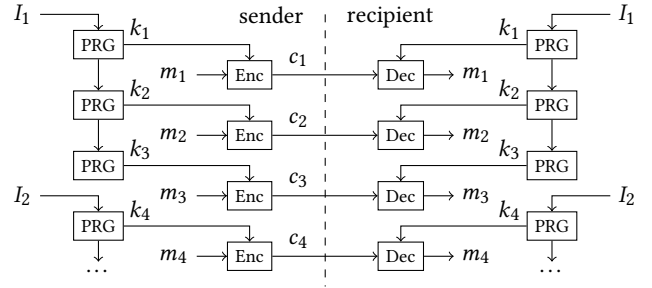 sender recipient
I₁ k₁ c₁ k₁ I₁
PRG PRG
m₁ Enc Dec m₁
k₂ c₂ k₂
PRG PRG
m₂ Enc Dec m₂
k₃ c₃ k₃
PRG PRG
m₃ Enc Dec m₃
I₂ k₄ c₄ k₄ I₂
PRG PRG
m₄ Enc Dec m₄
... ...